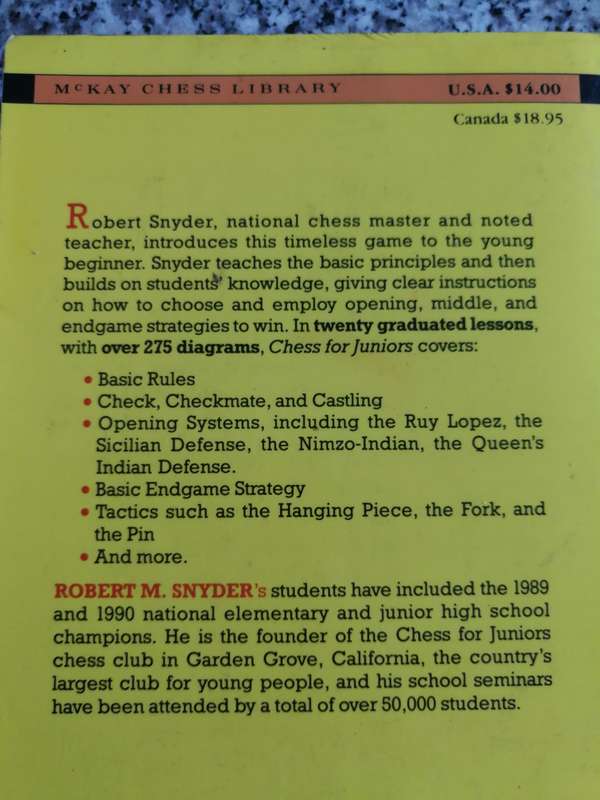 McKAY CHESS LIBRARY U.S.A. $14.00
Canada $18.95
Robert Snyder, national chess master and noted
teacher, introduces this timeless game to the young
beginner. Snyder teaches the basic principles and then
builds on students' knowledge, giving clear instructions
on how to choose and employ opening, middle, and
endgame strategies to win. In twenty graduated lessons,
with over 275 diagrams, Chess for Juniors covers:
• Basic Rules
• Check, Checkmate, and Castling
• Opening Systems, including the Ruy Lopez, the
Sicilian Defense, the Nimzo-Indian, the Queen's
Indian Defense.
• Basic Endgame Strategy
• Tactics such as the Hanging Piece, the Fork, and
the Pin
• And more.
ROBERT M. SNYDER's students have included the 1989
and 1990 national elementary and junior high school
champions. He is the founder of the Chess for Juniors
chess club in Garden Grove, California, the country's
largest club for young people, and his school seminars
have been attended by a total of over 50,000 students.